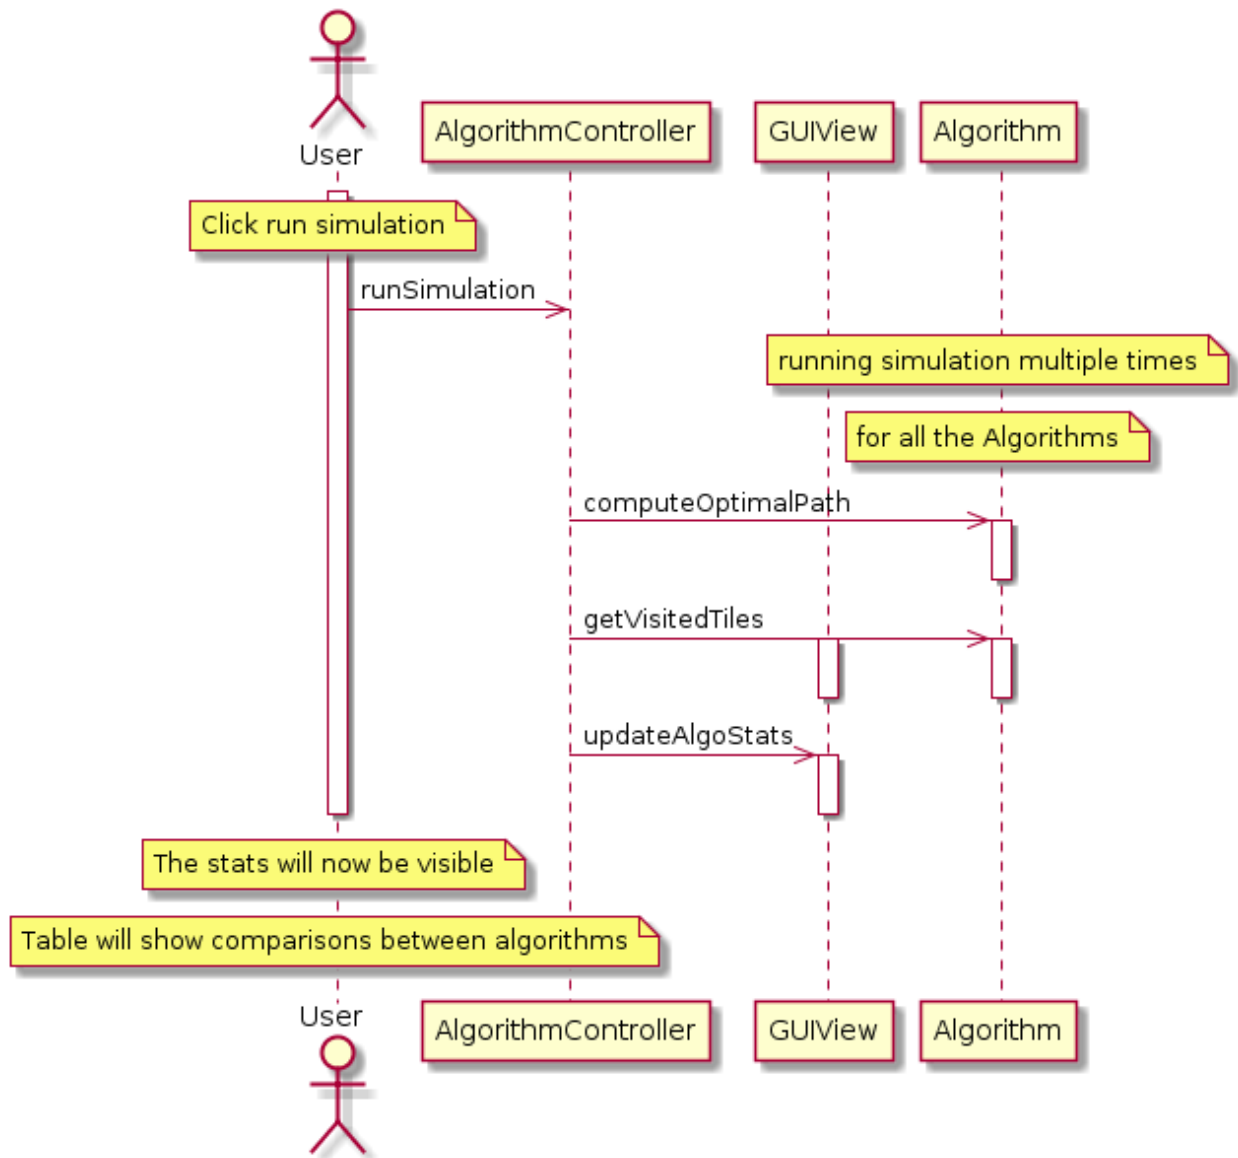 User
AlgorithmController
GUIView
Algorithm
Click run simulation
runSimulation
running simulation multiple times
for all the Algorithms
computeOptimalPath
getVisitedTiles
updateAlgoStats
The stats will now be visible
Table will show comparisons between algorithms
User
AlgorithmController
GUIView
Algorithm